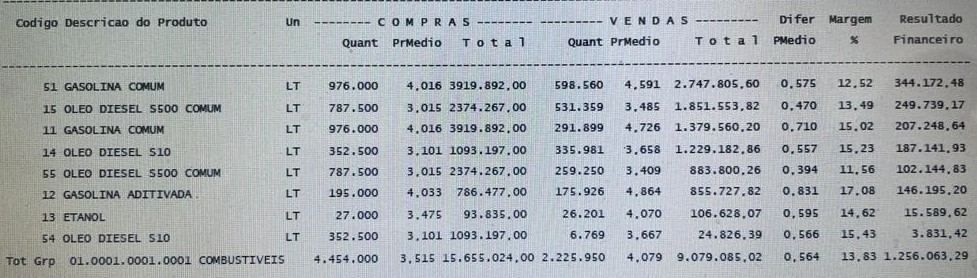 Codigo Descricao do Produto Un -------- C O M P R A S -------- -------- V E N D A S --------- Difer Margem Resultado
Quant PrMedio T o t a l Quant PrMedio T o t a l PMedio % Financeiro
51 GASOLINA COMUM LT 976.000 4,016 3919.892,00 598.560 4,591 2.747.805,60 0,575 12,52 344.172,48
15 OLEO DIESEL S500 COMUM LT 787.500 3,015 2374.267,00 531.359 3,485 1.851.553,82 0,470 13,49 249.739,17
11 GASOLINA COMUM LT 976.000 4,016 3919.892,00 291.899 4,726 1.379.560,20 0,710 15,02 207.248,64
14 OLEO DIESEL S10 LT 352.500 3,101 1093.197,00 335.981 3,658 1.229.182,86 0,557 15,23 187.141,93
55 OLEO DIESEL S500 COMUM LT 787.500 3,015 2374.267,00 259.250 3,409 883.800,26 0,394 11,56 102.144,83
12 GASOLINA ADITIVADA. LT 195.000 4,033 786.477,00 175.926 4,864 855.727,82 0,831 17,08 146.195,20
13 ETANOL LT 27.000 3,475 93.835,00 26.201 4,070 106.628,07 0,595 14,62 15.589,62
54 OLEO DIESEL S10 LT 352.500 3,101 1093.197,00 6.769 3,667 24.826,39 0,566 15,43 3.831,42
Tot Grp 01.0001.0001.0001 COMBUSTIVEIS 4.454.000 3,515 15.655.024,00 2.225.950 4,079 9.079.085,02 0,564 13,83 1.256.063,29